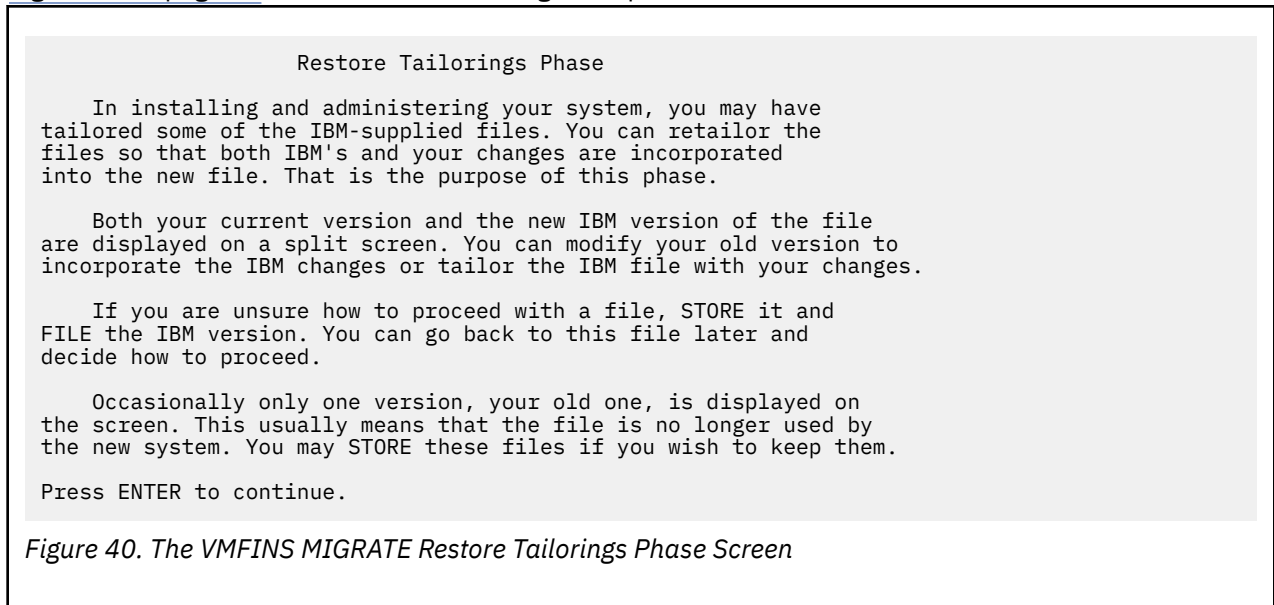 Restore Tailorings Phase
In installing and administering your system, you may have
tailored some of the IBM-supplied files. You can retailor the
files so that both IBM's and your changes are incorporated
into the new file. That is the purpose of this phase.
Both your current version and the new IBM version of the file
are displayed on a split screen. You can modify your old version to
incorporate the IBM changes or tailor the IBM file with your changes.
If you are unsure how to proceed with a file, STORE it and
FILE the IBM version. You can go back to this file later and
decide how to proceed.
Occasionally only one version, your old one, is displayed on
the screen. This usually means that the file is no longer used by
the new system. You may STORE these files if you wish to keep them.
Press ENTER to continue.
Figure 40. The VMFINS MIGRATE Restore Tailorings Phase Screen